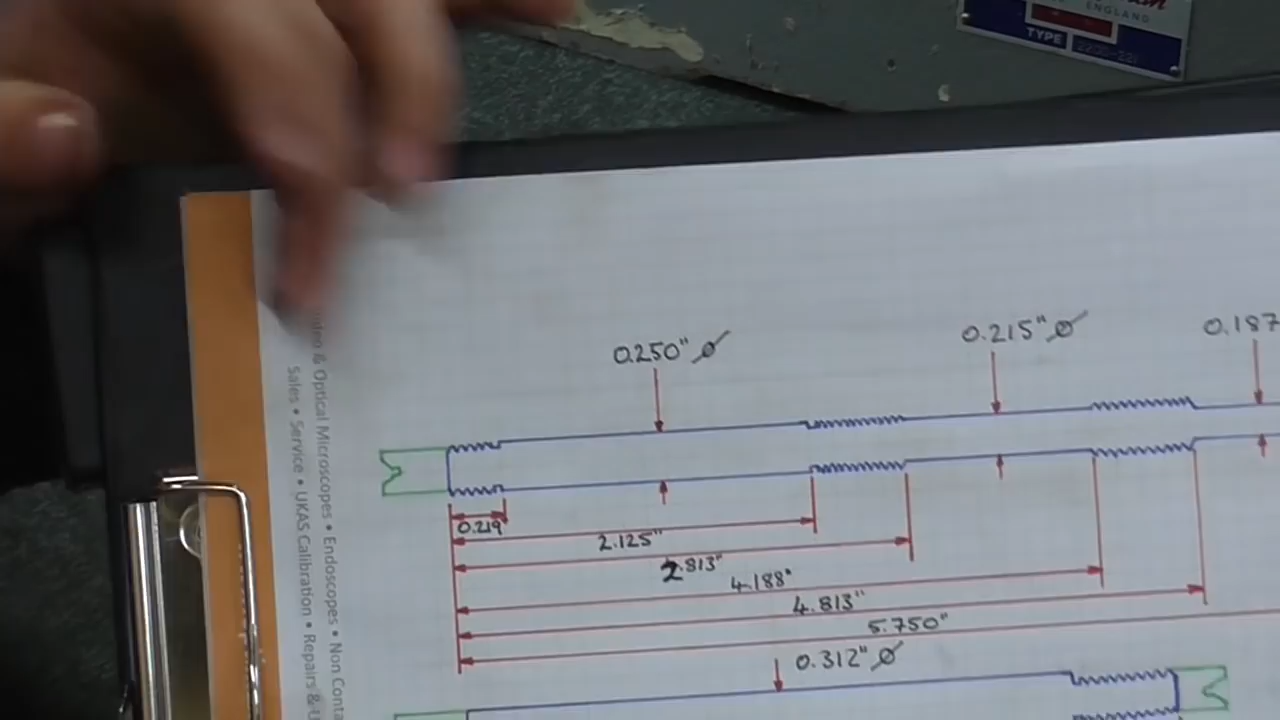 ENGLAND
TYPE
0.250" Ø
0.215" Ø
0.187
0.219
2.125"
2.813"
4.188"
4.813"
5.750"
0.312" Ø
& Optical Microscopes • Endoscopes • Non Conta
Sales • Service • UKAS Calibration • Repairs &